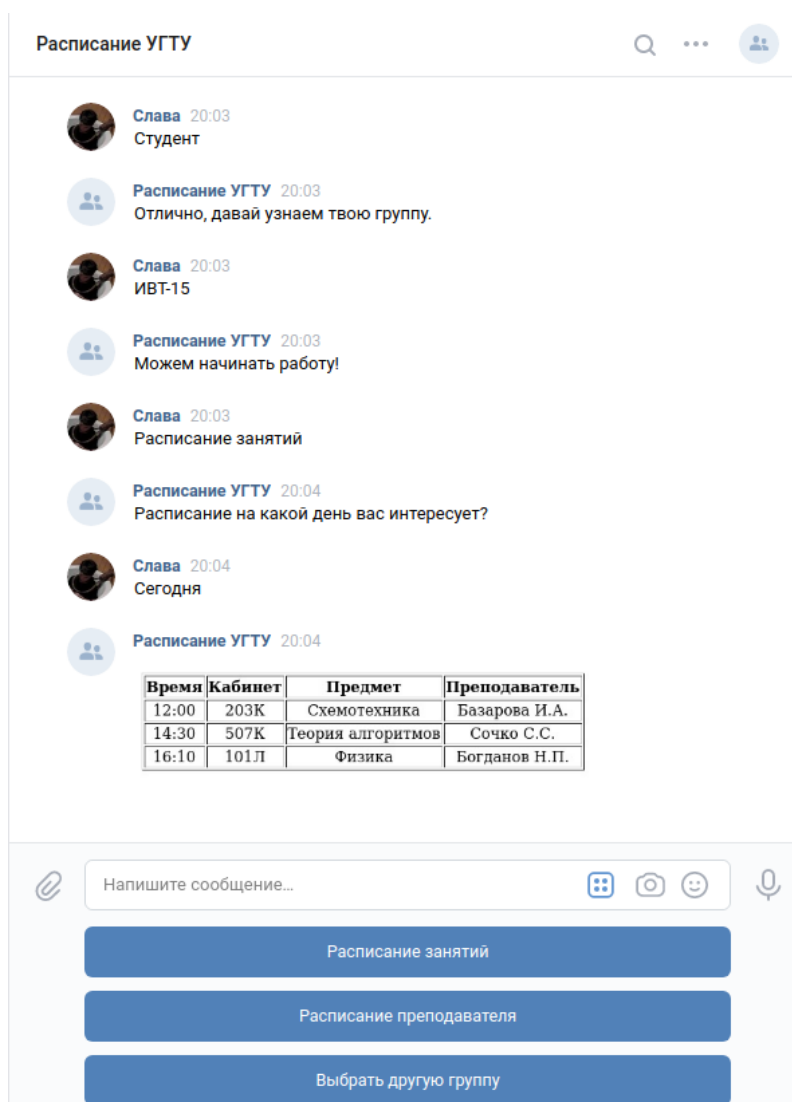 Расписание УГТУ
Слава 20:03
Студент
Расписание УГТУ 20:03
Отлично, давай узнаем твою группу.
Слава 20:03
ИВТ-15
Расписание УГТУ 20:03
Можем начинать работу!
Слава 20:03
Расписание занятий
Расписание УГТУ 20:04
Расписание на какой день вас интересует?
Слава 20:04
Сегодня
Расписание УГТУ 20:04
Время Кабинет Предмет Преподаватель
12:00 203К Схемотехника Базарова И.А.
14:30 507К Теория алгоритмов Сочко С.С.
16:10 101Л Физика Богданов Н.П.
Напишите сообщение...
Расписание занятий
Расписание преподавателя
Выбрать другую группу